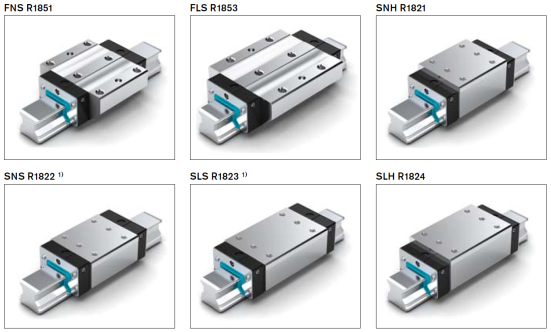 FNS R1851
FLS R1853
SNH R1821
SNS R1822 ¹⁾
SLS R1823 ¹⁾
SLH R1824